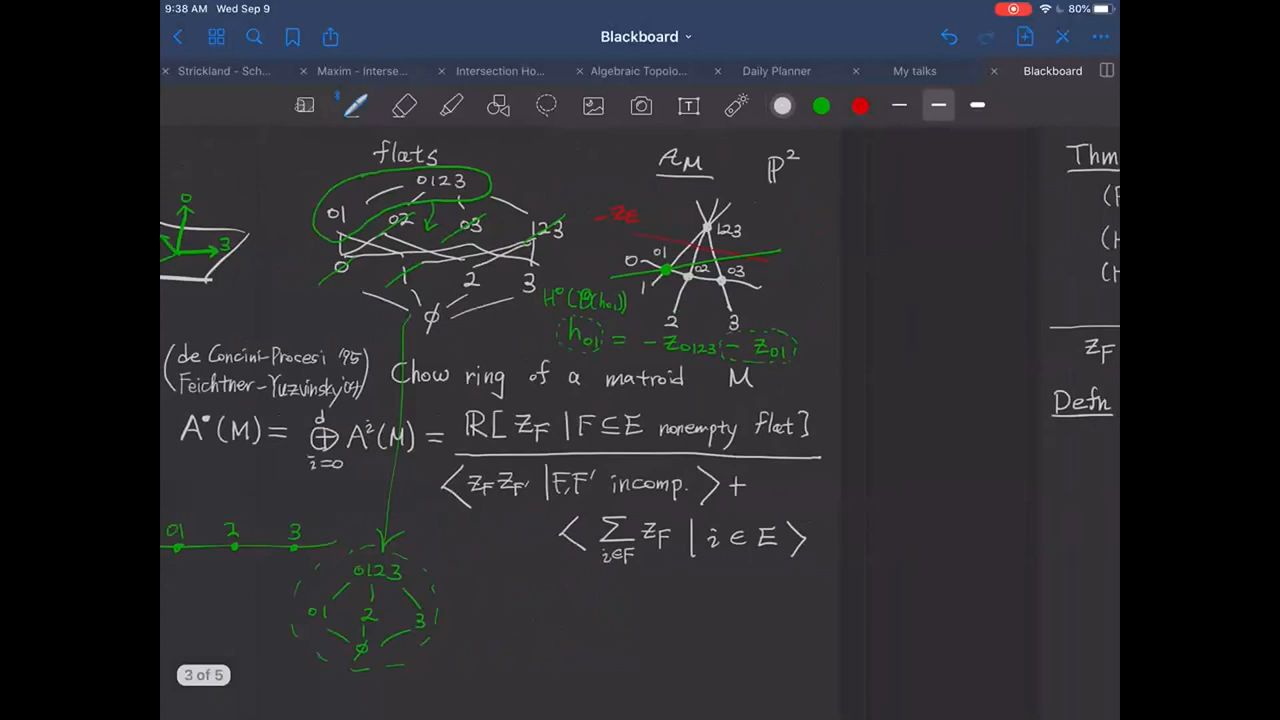 9:38 AM Wed Sep 9
80%
Blackboard
Strickland - Sch...
Maxim - Interse...
Intersection Ho...
Algebraic Topolo...
Daily Planner
My talks
Blackboard
flats
0123
01 02 03 123
0 1 2 3
∅
0
3
A_M
P²
-z_E
123
0 01 02 03
1
2 3
H⁰(O(h₀₁))
h₀₁ = -z₀₁₂₃ - z₀₁
(de Concini-Procesi '95
Feichtner-Yuzvinsky '04)
Chow ring of a matroid M
A•(M) = ⊕_{i=0}^{d} Aⁱ(M) = ℝ[z_F | F ⊆ E nonempty flat]
<z_F z_F' | F,F' incomp.> +
<∑_{i∈F} z_F | i ∈ E>
01 2 3
0123
01 2 3
∅
Thm
(
(H
(H
z_F
Defn
3 of 5